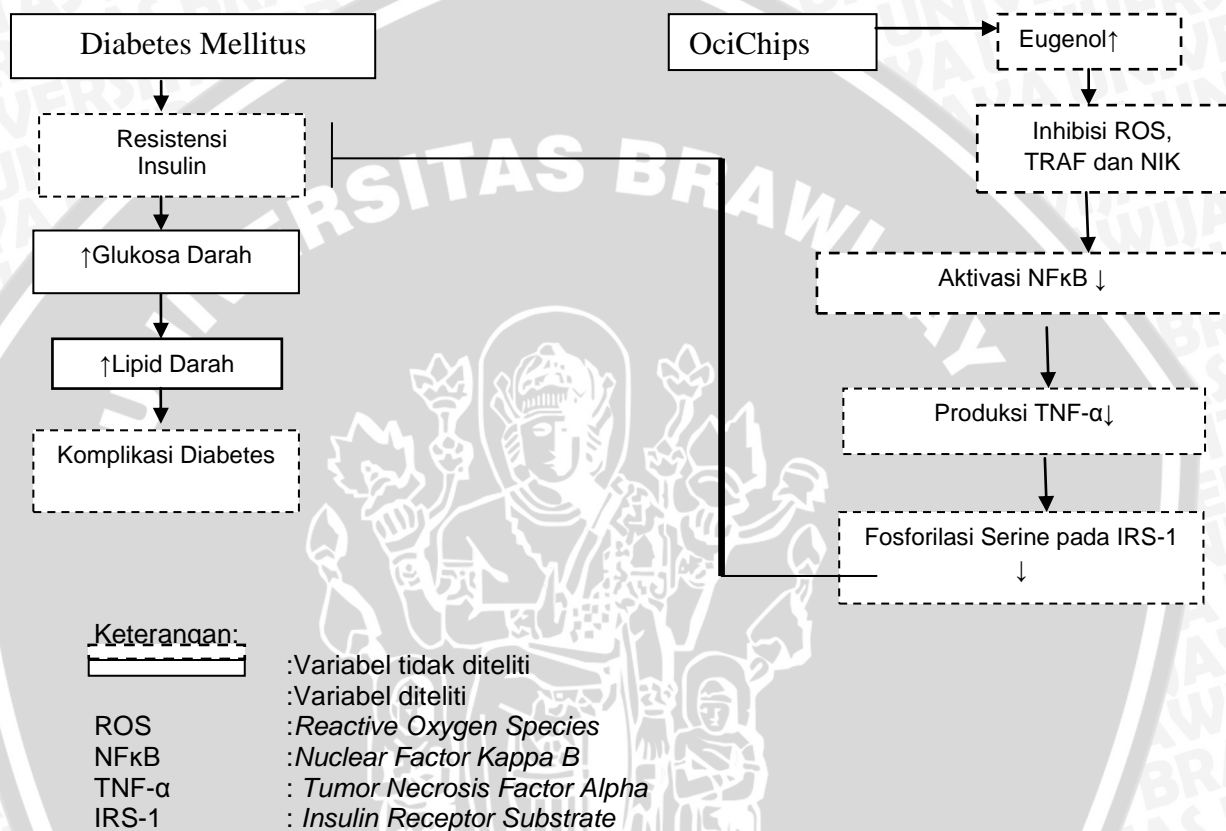 Diabetes Mellitus
Resistensi
Insulin
↑Glukosa Darah
↑Lipid Darah
Komplikasi Diabetes
OciChips
Eugenol↑
Inhibisi ROS,
TRAF dan NIK
Aktivasi NFκB ↓
Produksi TNF-α↓
Fosforilasi Serine pada IRS-1
↓
UNIVERSITAS BRAWIJAYA
Keterangan:
:Variabel tidak diteliti
:Variabel diteliti
ROS :Reactive Oxygen Species
NFκB :Nuclear Factor Kappa B
TNF-α : Tumor Necrosis Factor Alpha
IRS-1 : Insulin Receptor Substrate